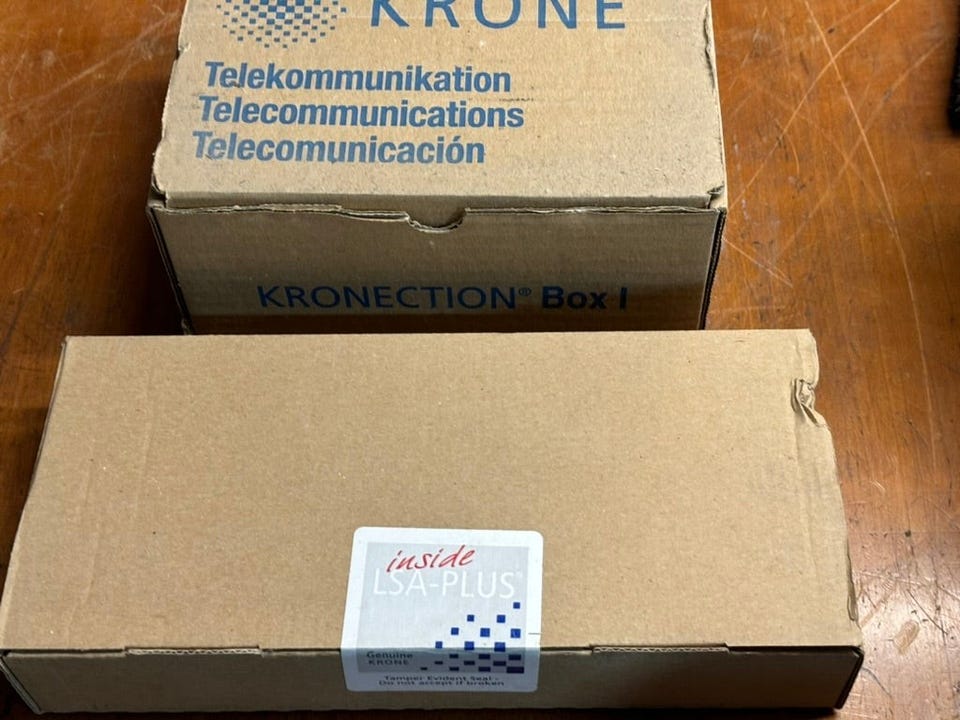 KRONE
Telekommunikation
Telecommunications
Telecomunicación
KRONECTION® Box I
inside
LSA-PLUS®
Genuine
KRONE
Tamper Evident Seal -
Do not accept if broken